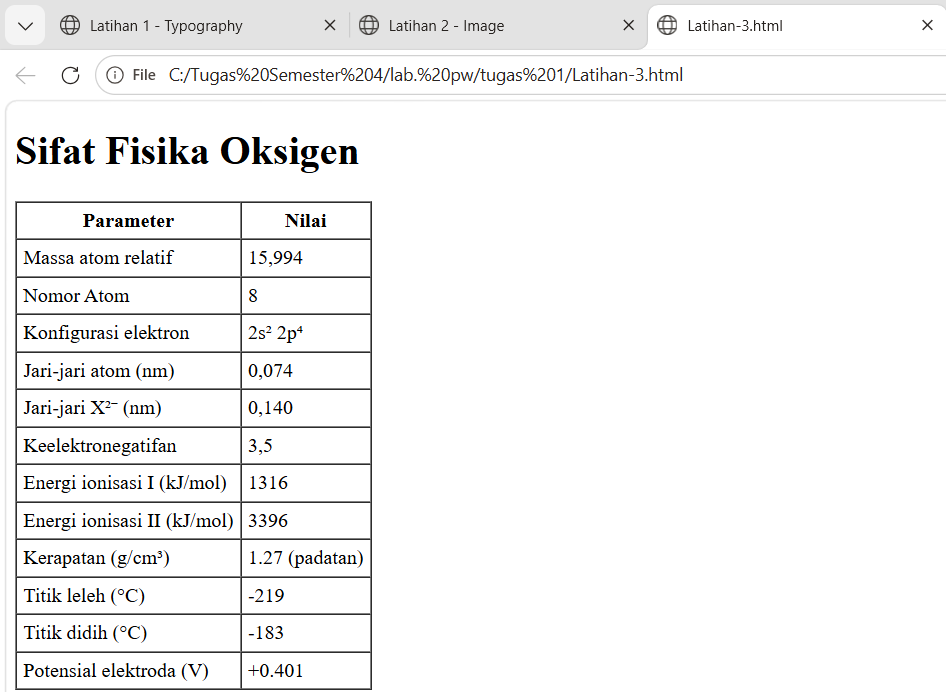 Latihan 1 - Typography
Latihan 2 - Image
Latihan-3.html
File C:/Tugas%20Semester%204/lab.%20pw/tugas%201/Latihan-3.html
Sifat Fisika Oksigen
Parameter Nilai
Massa atom relatif 15,994
Nomor Atom 8
Konfigurasi elektron 2s² 2p⁴
Jari-jari atom (nm) 0,074
Jari-jari X²⁻ (nm) 0,140
Keelektronegatifan 3,5
Energi ionisasi I (kJ/mol) 1316
Energi ionisasi II (kJ/mol) 3396
Kerapatan (g/cm³) 1.27 (padatan)
Titik leleh (°C) -219
Titik didih (°C) -183
Potensial elektroda (V) +0.401